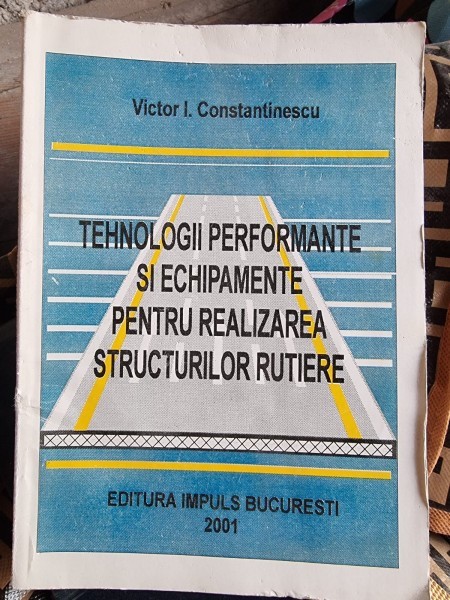 Victor I. Constantinescu
TEHNOLOGII PERFORMANTE
SI ECHIPAMENTE
PENTRU REALIZAREA
STRUCTURILOR RUTIERE
EDITURA IMPULS BUCURESTI
2001